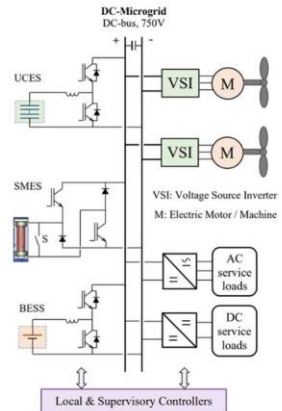 DC-Microgrid
DC-bus, 750V
+ -
UCES
VSI
M
VSI
M
SMES
S
VSI: Voltage Source Inverter
M: Electric Motor / Machine
AC
service
loads
BESS
DC
service
loads
Local & Supervisory Controllers